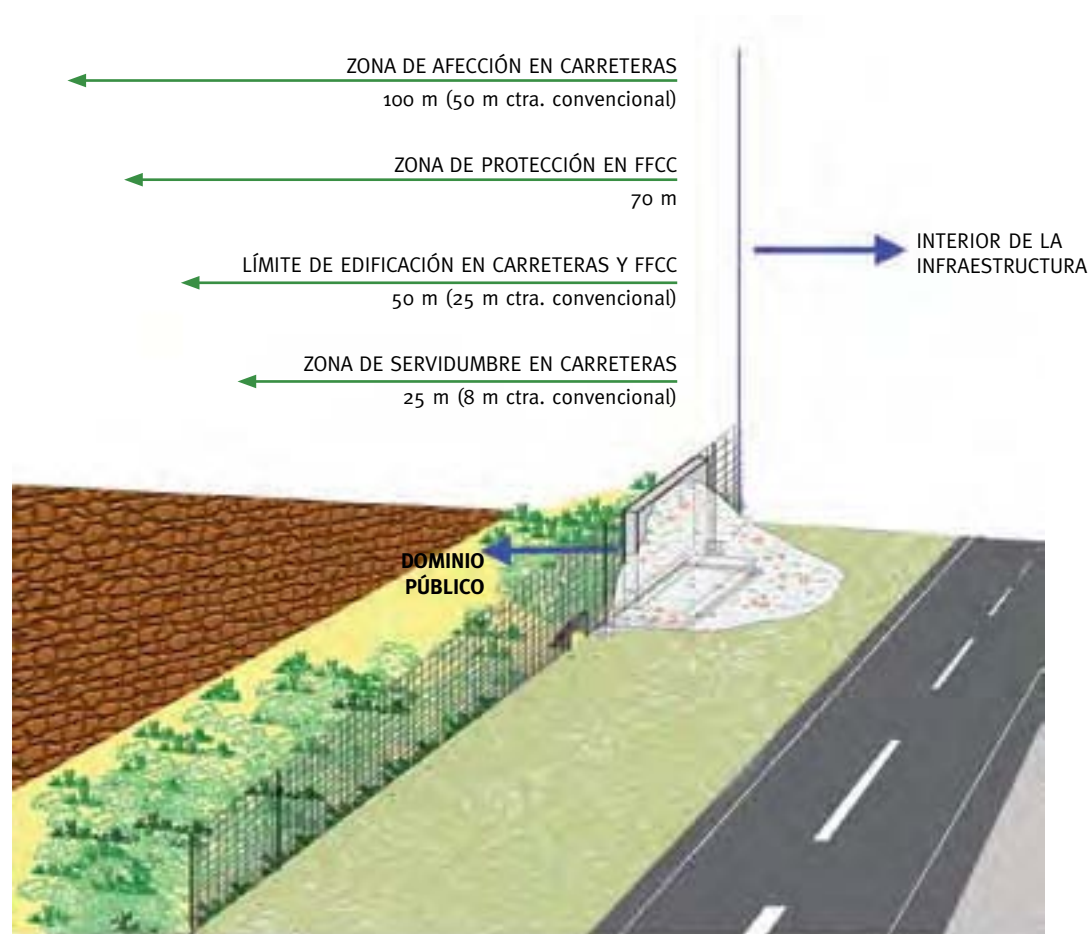 ZONA DE AFECCIÓN EN CARRETERAS
100 m (50 m ctra. convencional)
ZONA DE PROTECCIÓN EN FFCC
70 m
INTERIOR DE LA
INFRAESTRUCTURA
LÍMITE DE EDIFICACIÓN EN CARRETERAS Y FFCC
50 m (25 m ctra. convencional)
ZONA DE SERVIDUMBRE EN CARRETERAS
25 m (8 m ctra. convencional)
DOMINIO
PÚBLICO